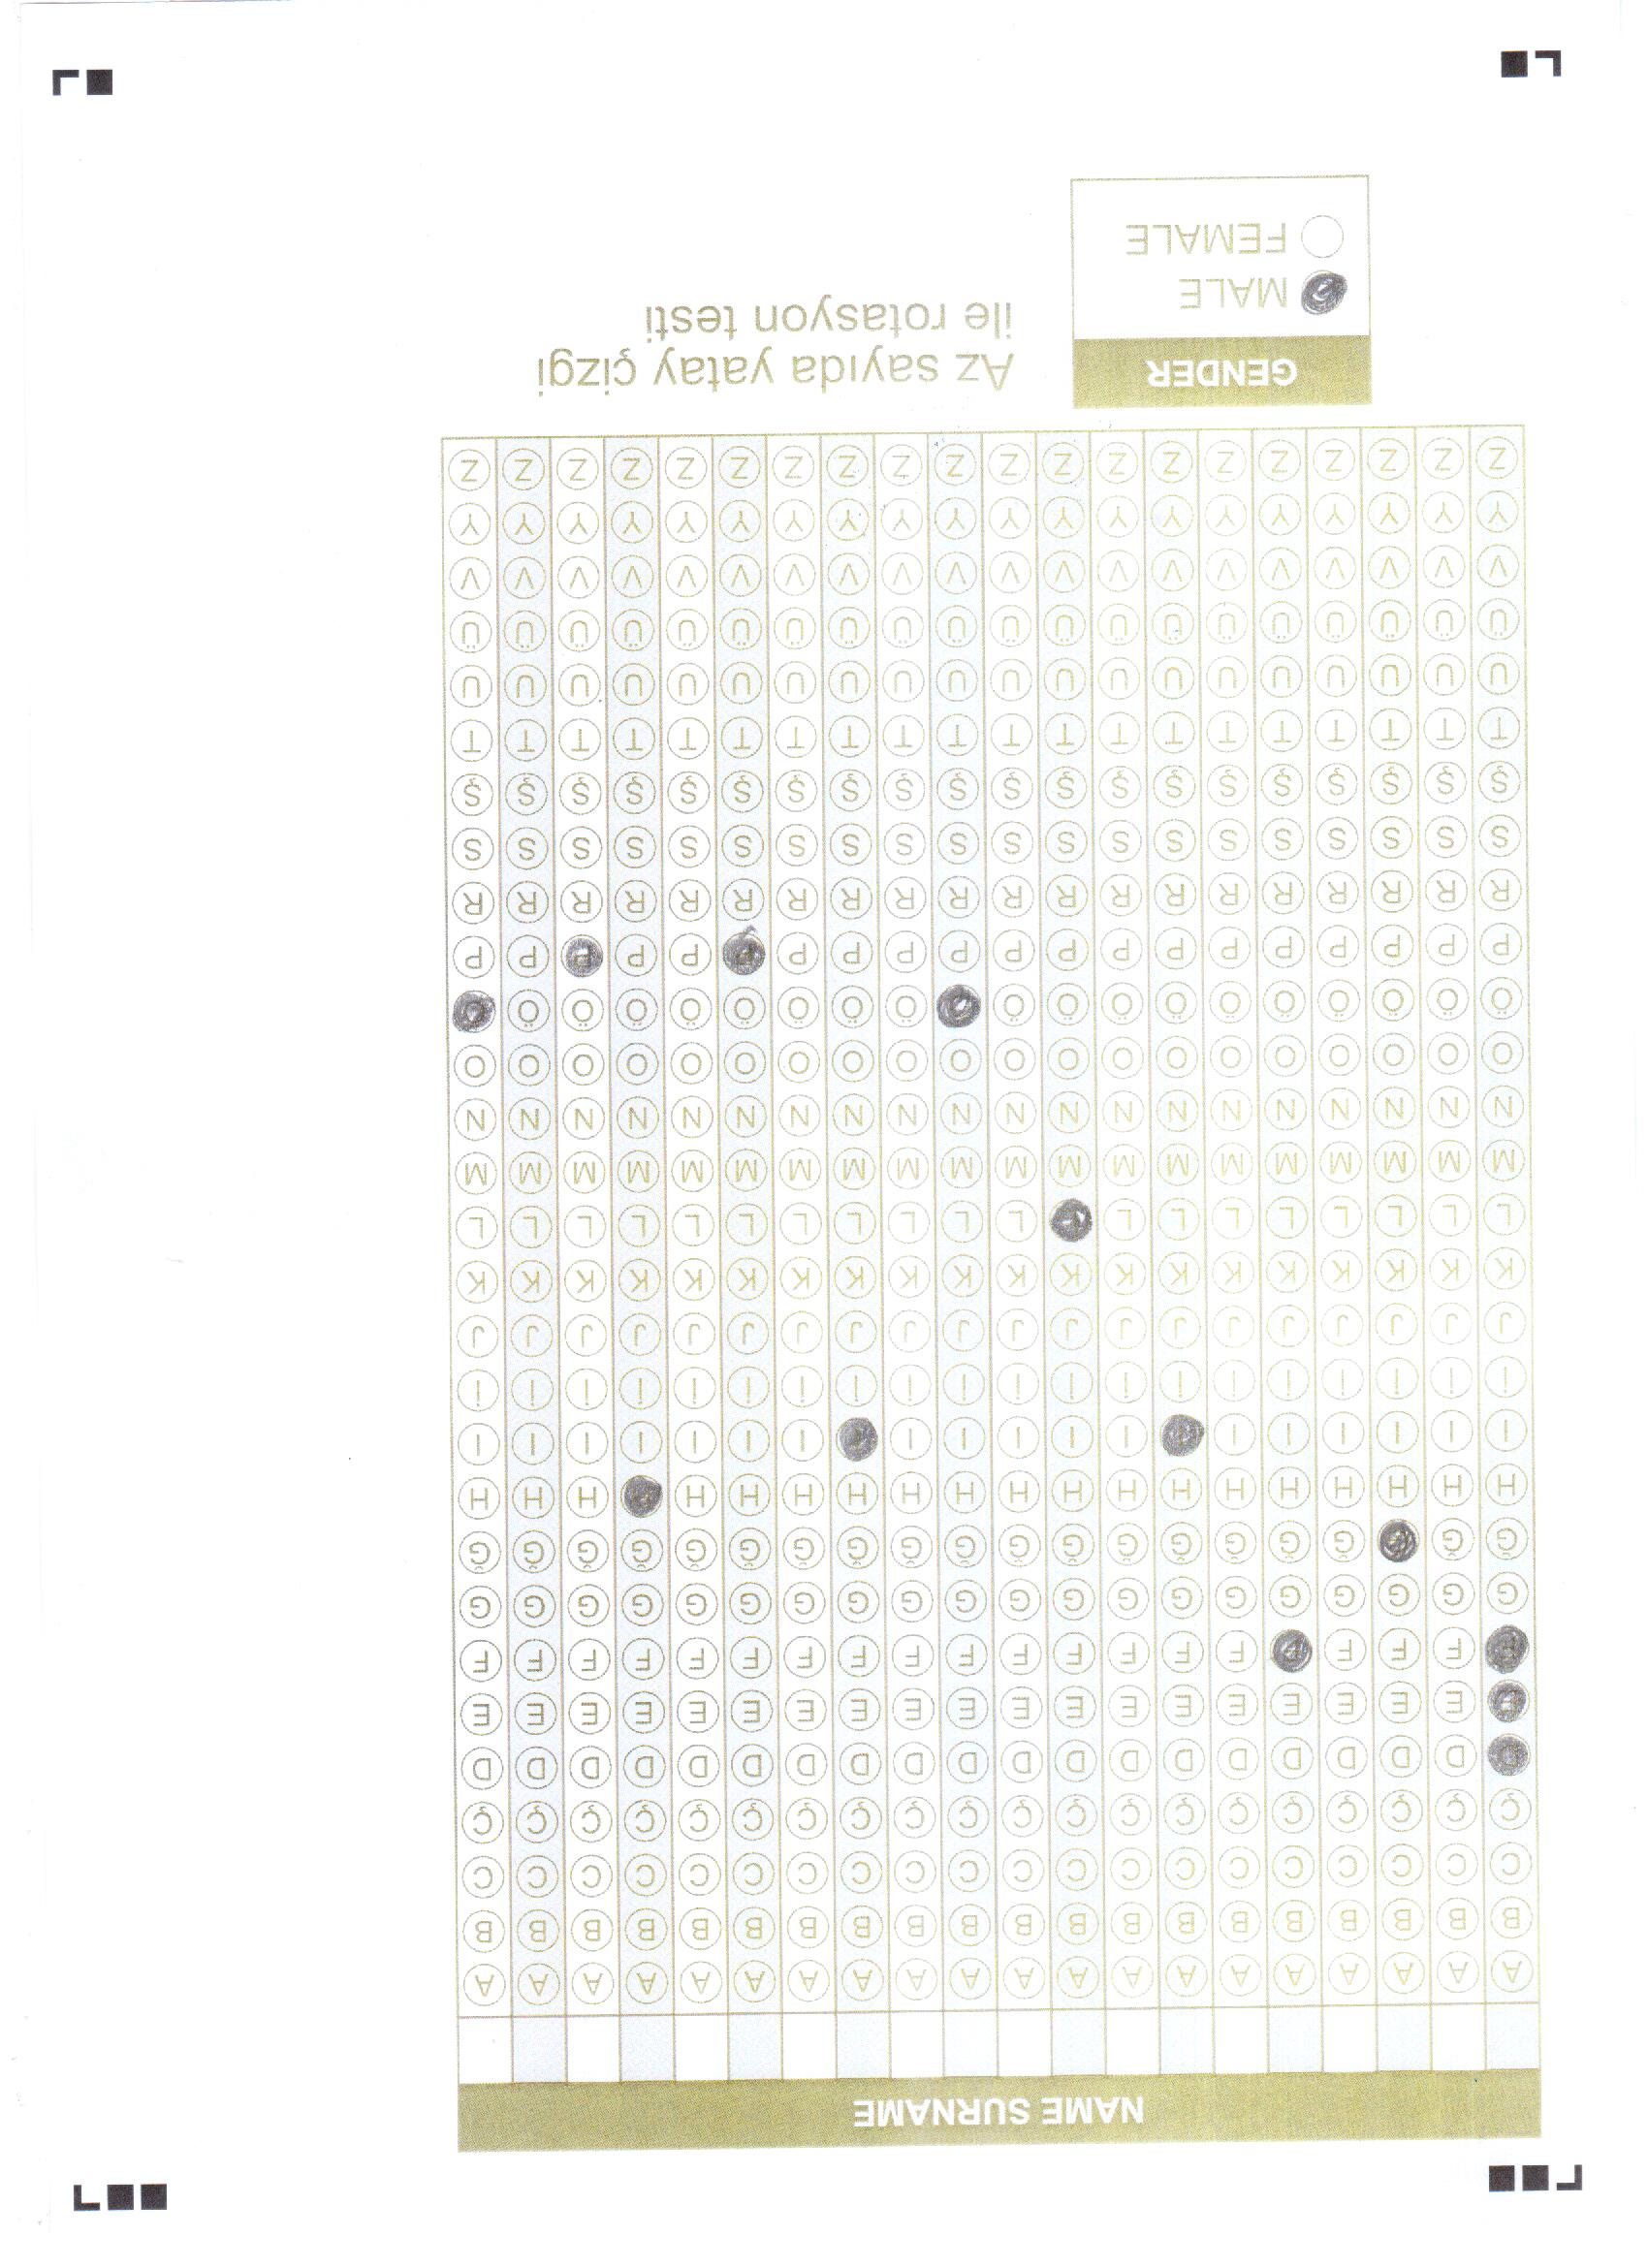 NAME SURNAME
A A A A A A A A A A A A A A A A A A A A
B B B B B B B B B B B B B B B B B B B B
C C C C C C C C C C C C C C C C C C C C
Ç Ç Ç Ç Ç Ç Ç Ç Ç Ç Ç Ç Ç Ç Ç Ç Ç Ç Ç Ç
D D D D D D D D D D D D D D D D D D D
E E E E E E E E E E E E E E E E E E E
F F F F F F F F F F F F F F F F F F
G G G G G G G G G G G G G G G G G G G G
Ğ Ğ Ğ Ğ Ğ Ğ Ğ Ğ Ğ Ğ Ğ Ğ Ğ Ğ Ğ Ğ Ğ Ğ Ğ
H H H H H H H H H H H H H H H H H H H
I I I I I I I I I I I I I I I I I I
İ İ İ İ İ İ İ İ İ İ İ İ İ İ İ İ İ İ İ İ
J J J J J J J J J J J J J J J J J J J J
K K K K K K K K K K K K K K K K K K K K
L L L L L L L L L L L L L L L L L L L
M M M M M M M M M M M M M M M M M M M M
N N N N N N N N N N N N N N N N N N N N
O O O O O O O O O O O O O O O O O O O O
Ö Ö Ö Ö Ö Ö Ö Ö Ö Ö Ö Ö Ö Ö Ö Ö Ö Ö
P P P P P P P P P P P P P P P P P P
R R R R R R R R R R R R R R R R R R R R
S S S S S S S S S S S S S S S S S S S S
Ş Ş Ş Ş Ş Ş Ş Ş Ş Ş Ş Ş Ş Ş Ş Ş Ş Ş Ş Ş
T T T T T T T T T T T T T T T T T T T T
U U U U U U U U U U U U U U U U U U U U
Ü Ü Ü Ü Ü Ü Ü Ü Ü Ü Ü Ü Ü Ü Ü Ü Ü Ü Ü Ü
V V V V V V V V V V V V V V V V V V V V
Y Y Y Y Y Y Y Y Y Y Y Y Y Y Y Y Y Y Y Y
Z Z Z Z Z Z Z Z Z Z Z Z Z Z Z Z Z Z Z Z
GENDER
MALE
FEMALE
Az sayıda yatay çizgi
ile rotasyon testi